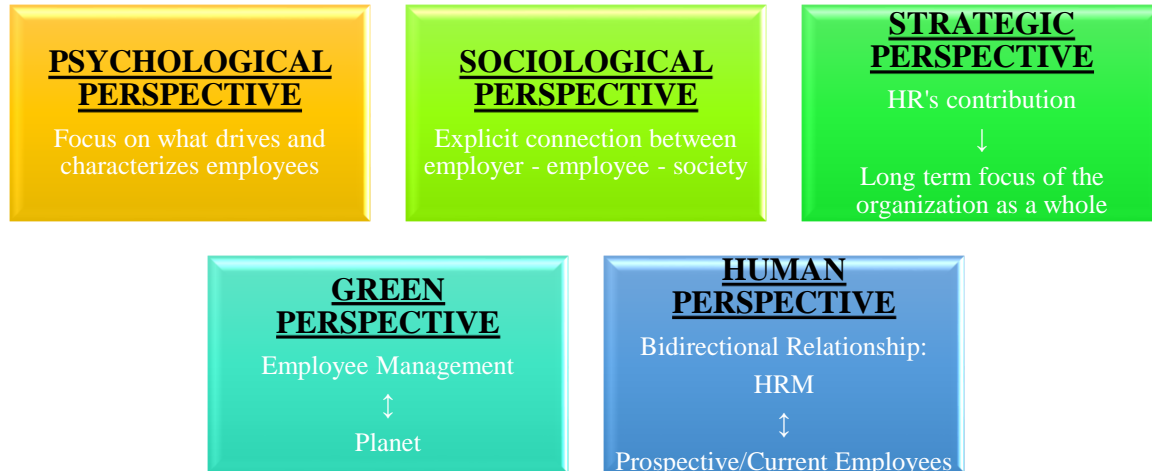 PSYCHOLOGICAL
PERSPECTIVE
Focus on what drives and
characterizes employees
SOCIOLOGICAL
PERSPECTIVE
Explicit connection between
employer - employee - society
STRATEGIC
PERSPECTIVE
HR's contribution
↓
Long term focus of the
organization as a whole
GREEN
PERSPECTIVE
Employee Management
↕
Planet
HUMAN
PERSPECTIVE
Bidirectional Relationship:
HRM
↕
Prospective/Current Employees